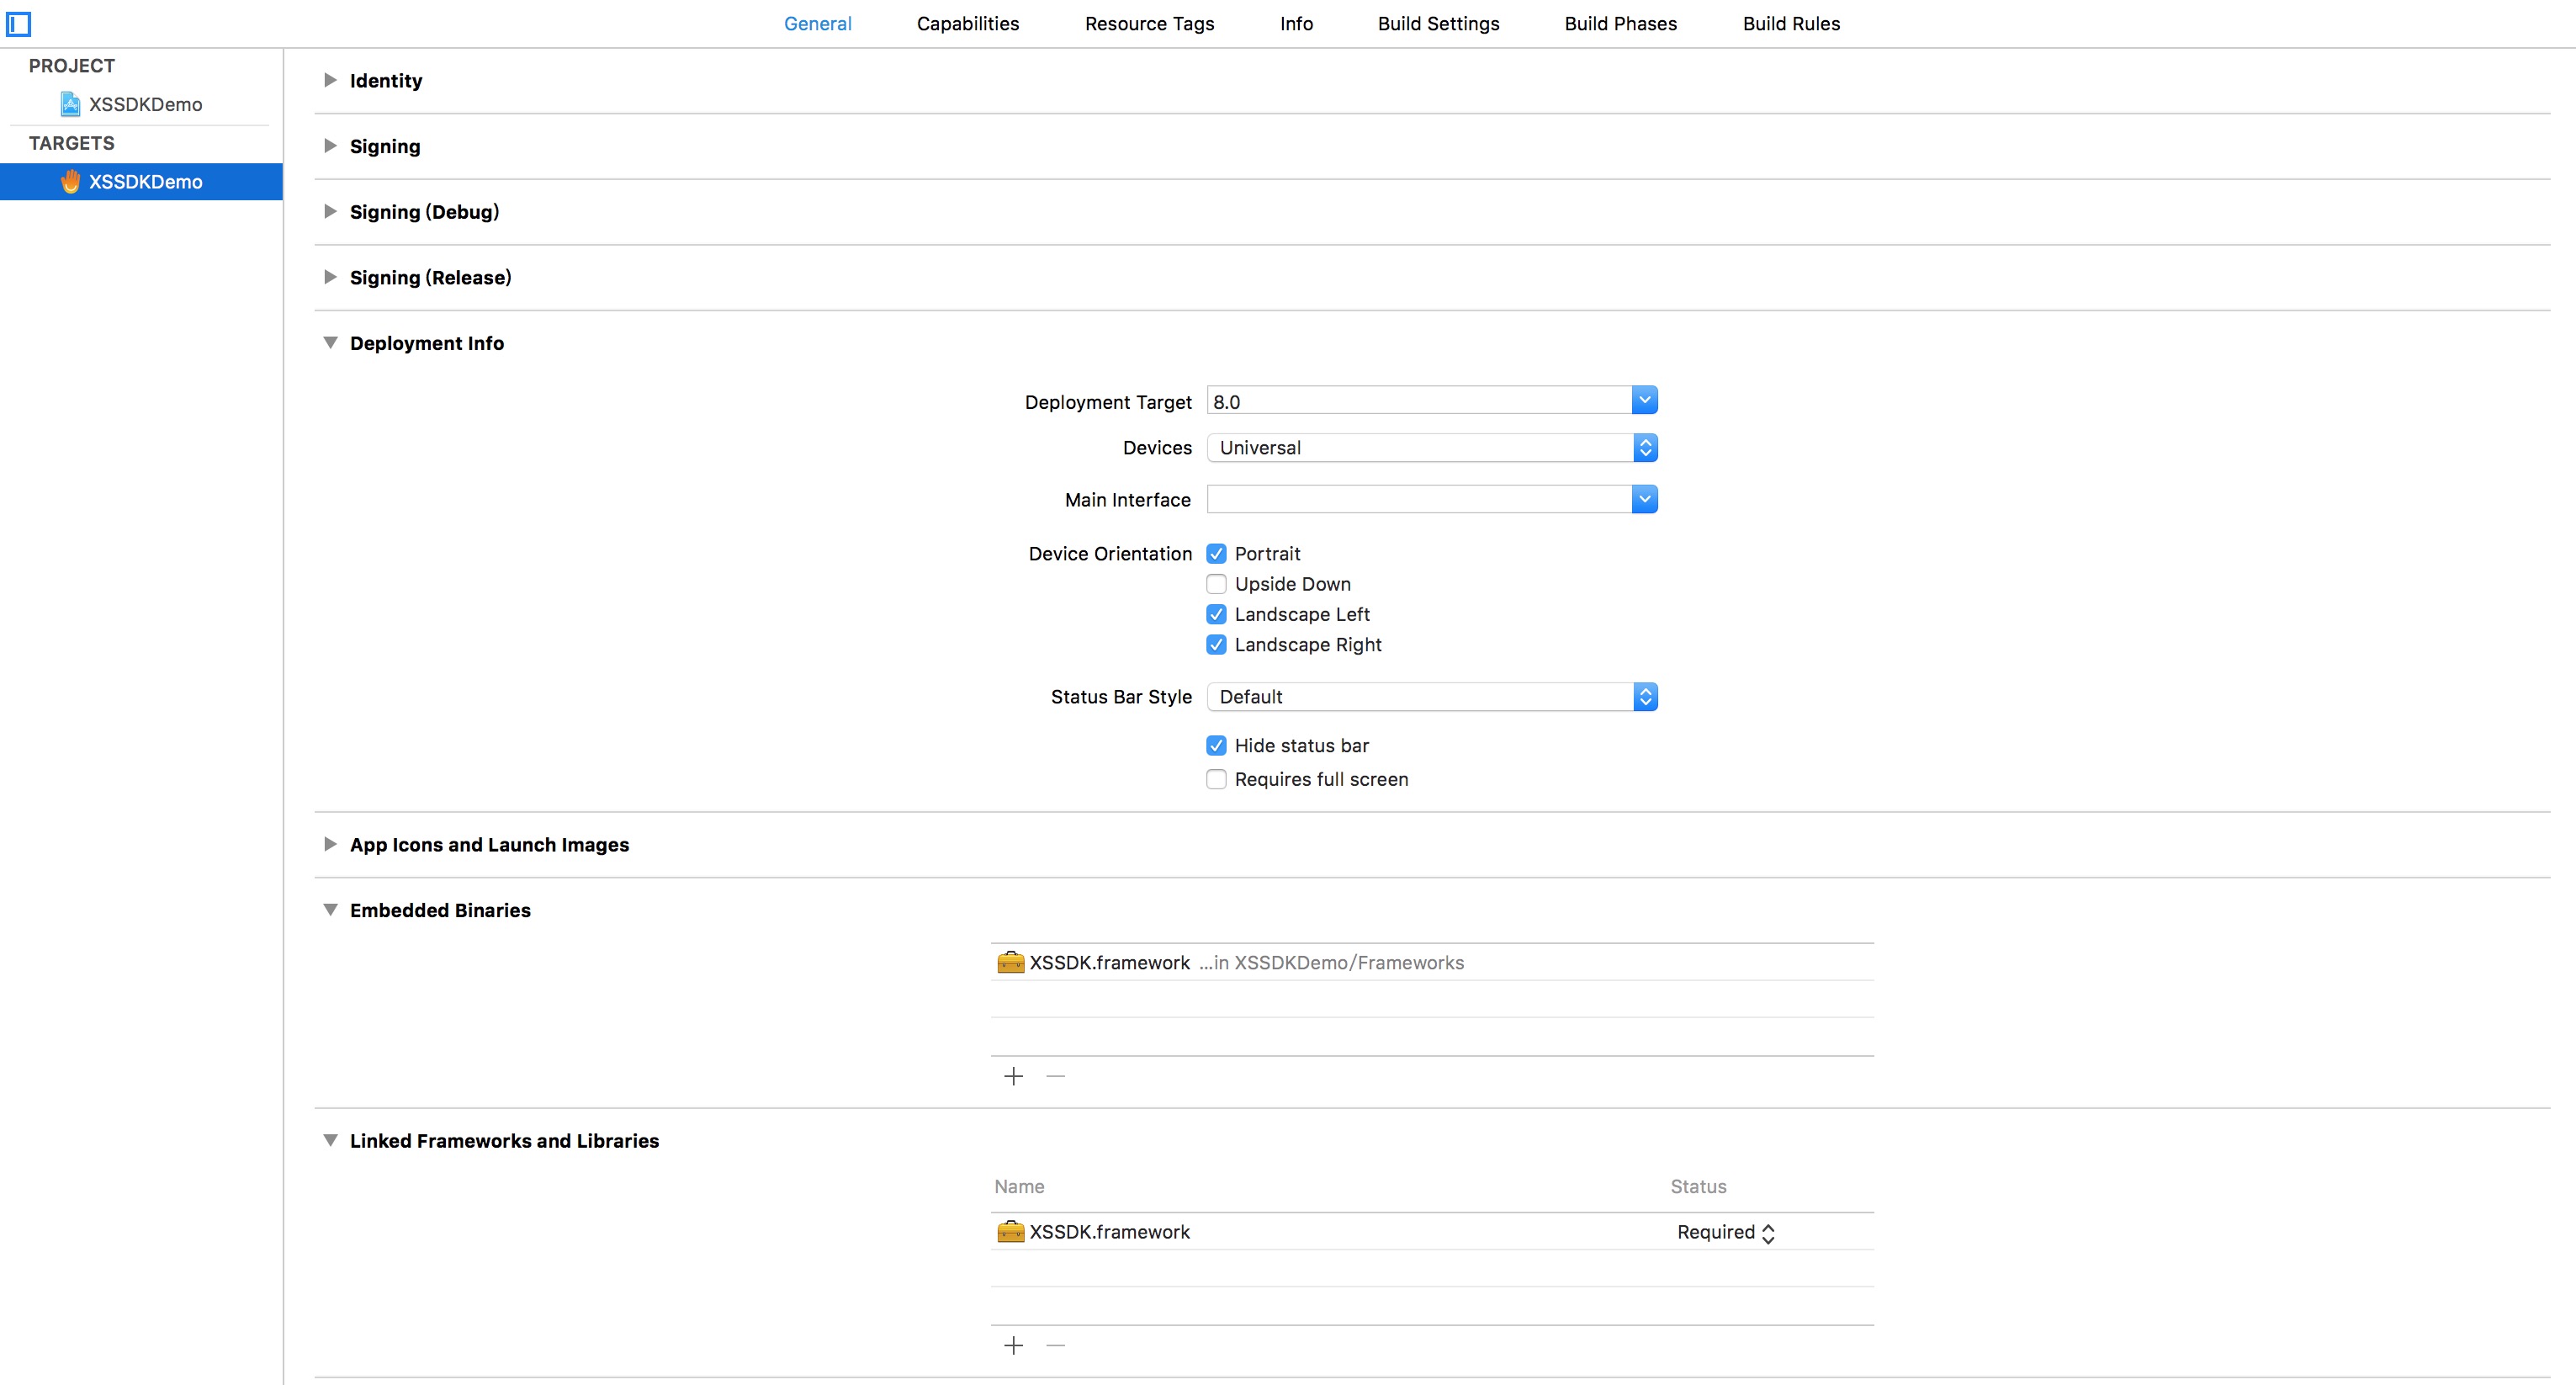 General Capabilities Resource Tags Info Build Settings Build Phases Build Rules
PROJECT
XSSDKDemo
TARGETS
XSSDKDemo
Identity
Signing
Signing (Debug)
Signing (Release)
Deployment Info
Deployment Target 8.0
Devices Universal
Main Interface
Device Orientation Portrait
Upside Down
Landscape Left
Landscape Right
Status Bar Style Default
Hide status bar
Requires full screen
App Icons and Launch Images
Embedded Binaries
XSSDK.framework ...in XSSDKDemo/Frameworks
Linked Frameworks and Libraries
Name Status
XSSDK.framework Required